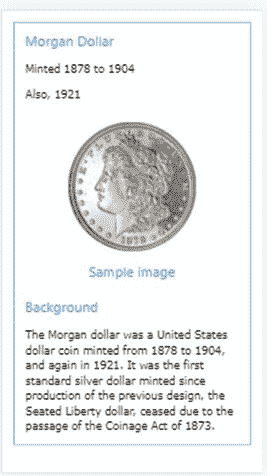 Morgan Dollar
Minted 1878 to 1904
Also, 1921
Sample image
Background
The Morgan dollar was a United States
dollar coin minted from 1878 to 1904,
and again in 1921. It was the first
standard silver dollar minted since
production of the previous design, the
Seated Liberty dollar, ceased due to the
passage of the Coinage Act of 1873.